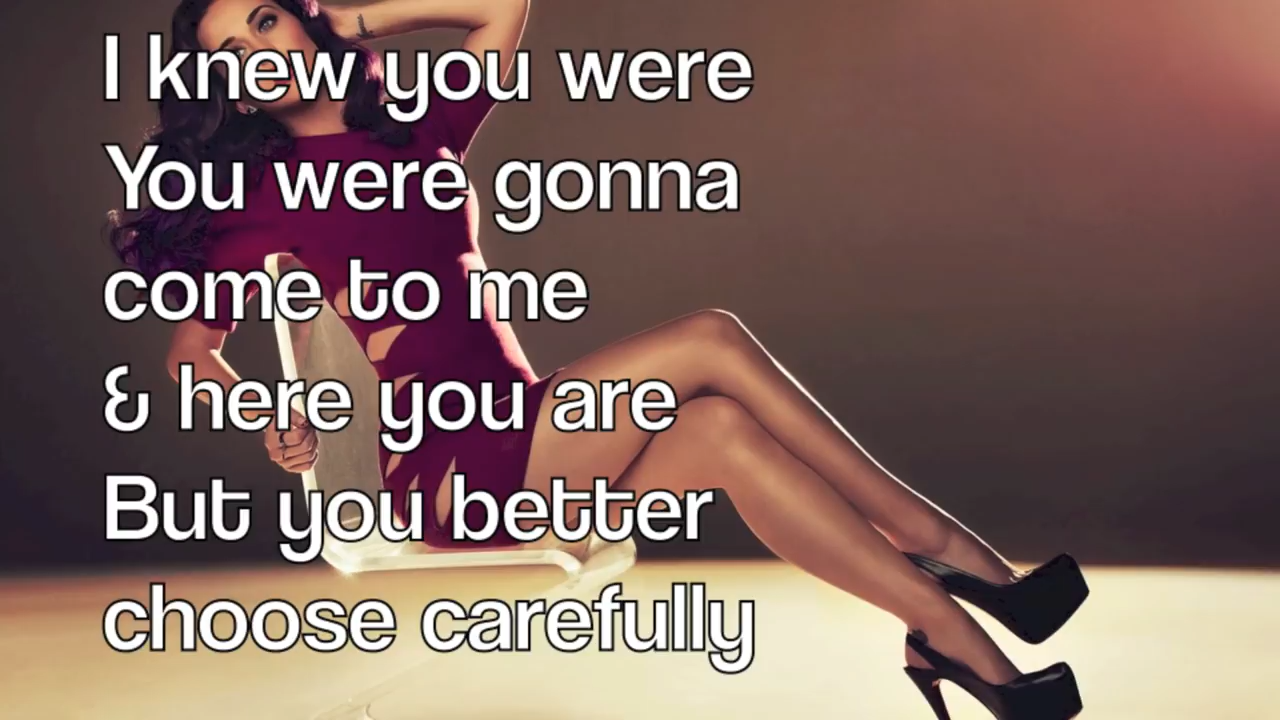 I knew you were
You were gonna
come to me
& here you are
But you better
choose carefully